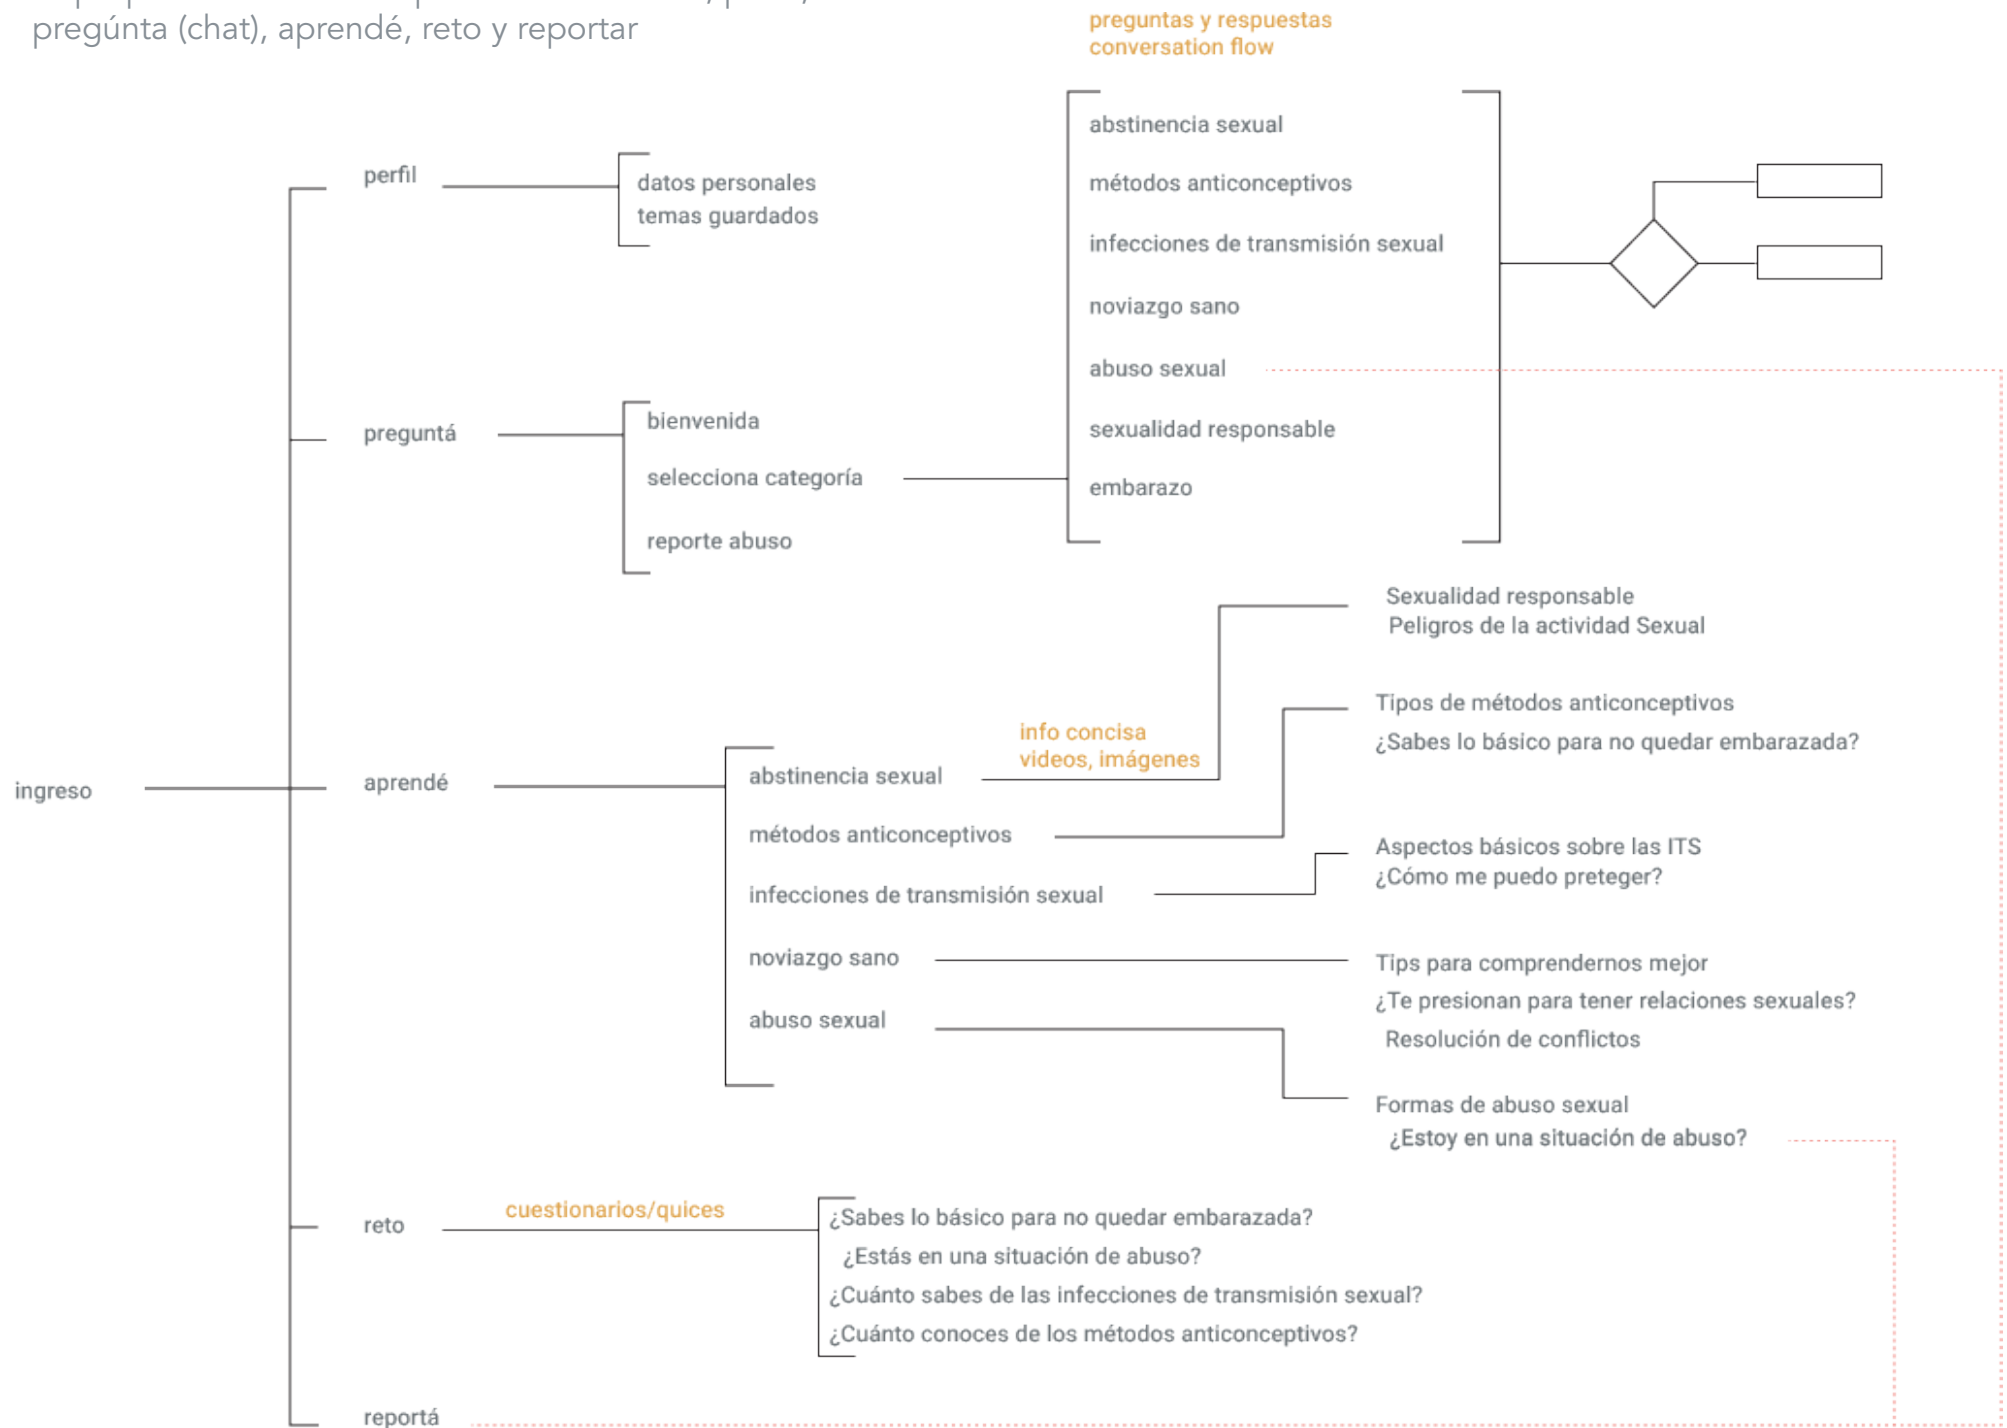 pregúnta (chat), aprendé, reto y reportar
preguntas y respuestas
conversation flow
abstinencia sexual
métodos anticonceptivos
infecciones de transmisión sexual
noviazgo sano
abuso sexual
sexualidad responsable
embarazo
perfil
datos personales
temas guardados
preguntá
bienvenida
selecciona categoría
reporte abuso
ingreso
aprendé
info concisa
videos, imágenes
abstinencia sexual
métodos anticonceptivos
infecciones de transmisión sexual
noviazgo sano
abuso sexual
Sexualidad responsable
Peligros de la actividad Sexual
Tipos de métodos anticonceptivos
¿Sabes lo básico para no quedar embarazada?
Aspectos básicos sobre las ITS
¿Cómo me puedo preteger?
Tips para comprendernos mejor
¿Te presionan para tener relaciones sexuales?
Resolución de conflictos
Formas de abuso sexual
¿Estoy en una situación de abuso?
reto
cuestionarios/quices
¿Sabes lo básico para no quedar embarazada?
¿Estás en una situación de abuso?
¿Cuánto sabes de las infecciones de transmisión sexual?
¿Cuánto conoces de los métodos anticonceptivos?
reportá